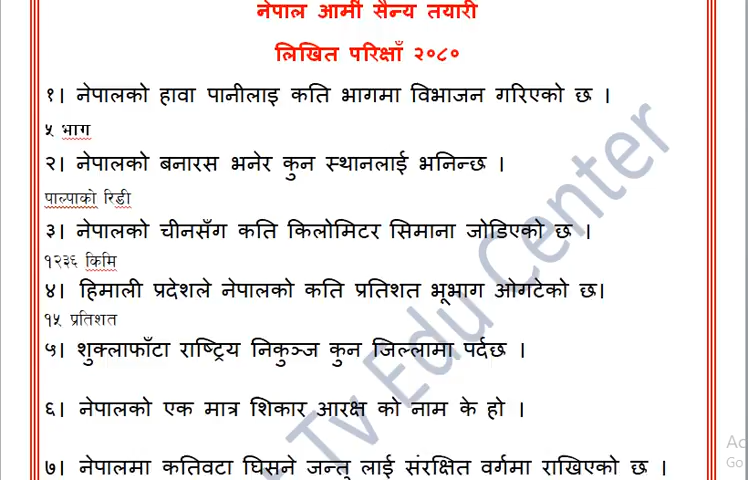 नेपाल आर्मी सैन्य तयारी
लिखित परिक्षाँ २०८०
१। नेपालको हावा पानीलाइ कति भागमा विभाजन गरिएको छ ।
५ भाग
२। नेपालको बनारस भनेर कुन स्थानलाई भनिन्छ ।
पाल्पाको रिडी
३। नेपालको चीनसँग कति किलोमिटर सिमाना जोडिएको छ ।
१२३६ किमि
४। हिमाली प्रदेशले नेपालको कति प्रतिशत भूभाग ओगटेको छ।
१५ प्रतिशत
५। शुक्लाफाँटा राष्ट्रिय निकुञ्ज कुन जिल्लामा पर्दछ ।
६। नेपालको एक मात्र शिकार आरक्ष को नाम के हो ।
७। नेपालमा कतिवटा घिसने जन्तु लाई संरक्षित वर्गमा राखिएको छ ।
Tv Edu Center
Go